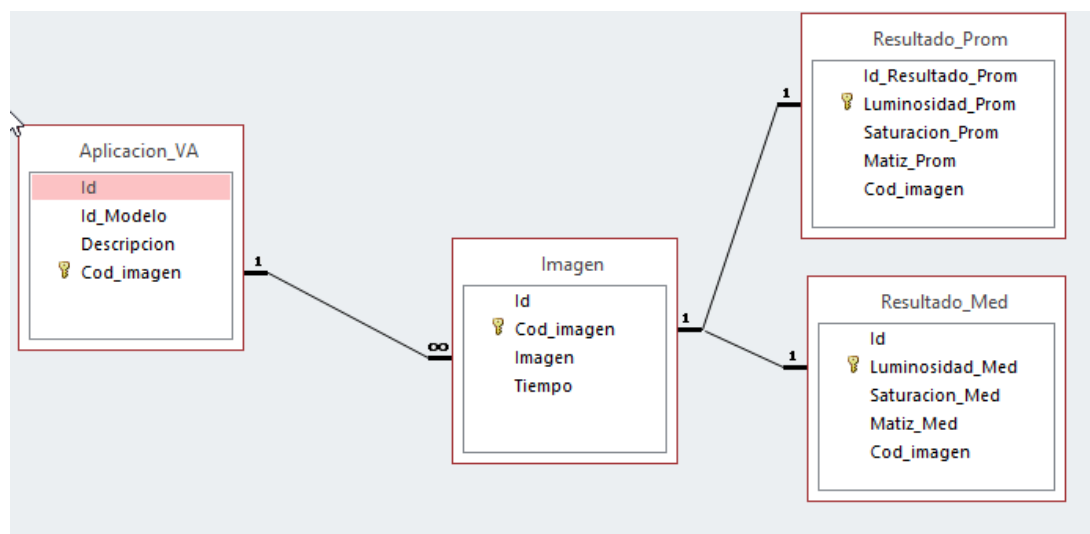 Aplicacion_VA
Id
Id_Modelo
Descripcion
Cod_imagen
1
∞
Imagen
Id
Cod_imagen
Imagen
Tiempo
1
1
Resultado_Prom
Id_Resultado_Prom
Luminosidad_Prom
Saturacion_Prom
Matiz_Prom
Cod_imagen
1
Resultado_Med
Id
Luminosidad_Med
Saturacion_Med
Matiz_Med
Cod_imagen